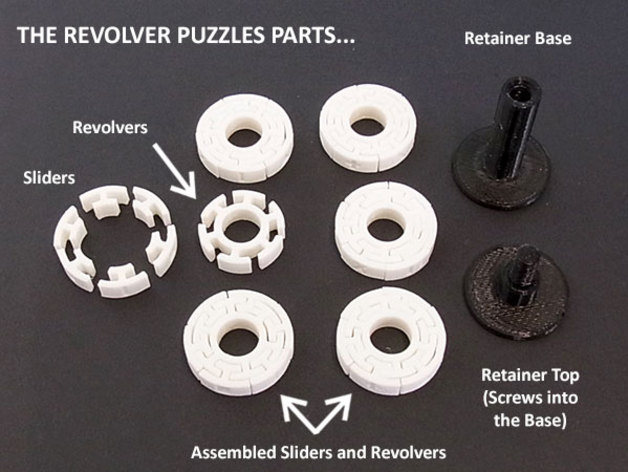 THE REVOLVER PUZZLES PARTS...
Retainer Base
Revolvers
Sliders
Retainer Top
(Screws into
the Base)
Assembled Sliders and Revolvers